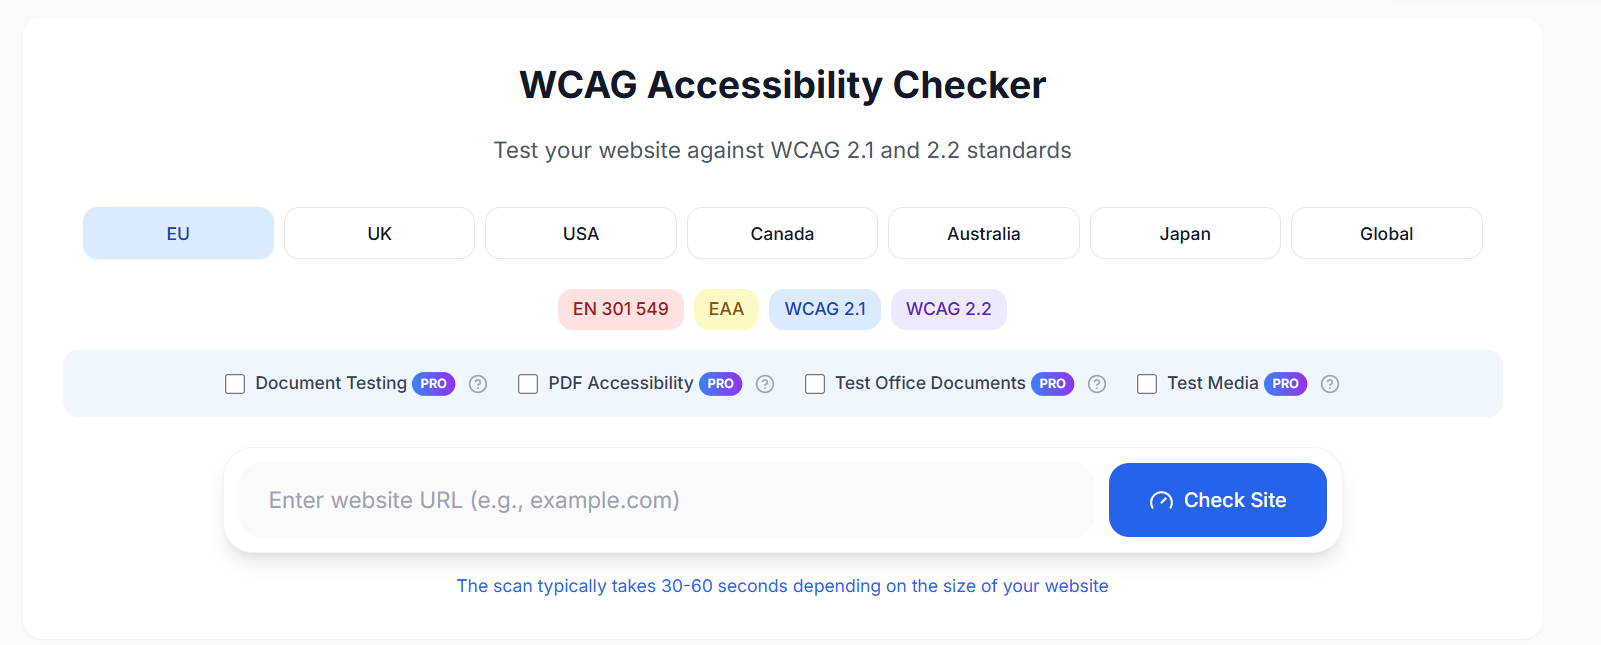 WCAG Accessibility Checker
Test your website against WCAG 2.1 and 2.2 standards
EU UK USA Canada Australia Japan Global
EN 301 549 EAA WCAG 2.1 WCAG 2.2
Document Testing PRO ? PDF Accessibility PRO ? Test Office Documents PRO ? Test Media PRO ?
Enter website URL (e.g., example.com) Check Site
The scan typically takes 30-60 seconds depending on the size of your website